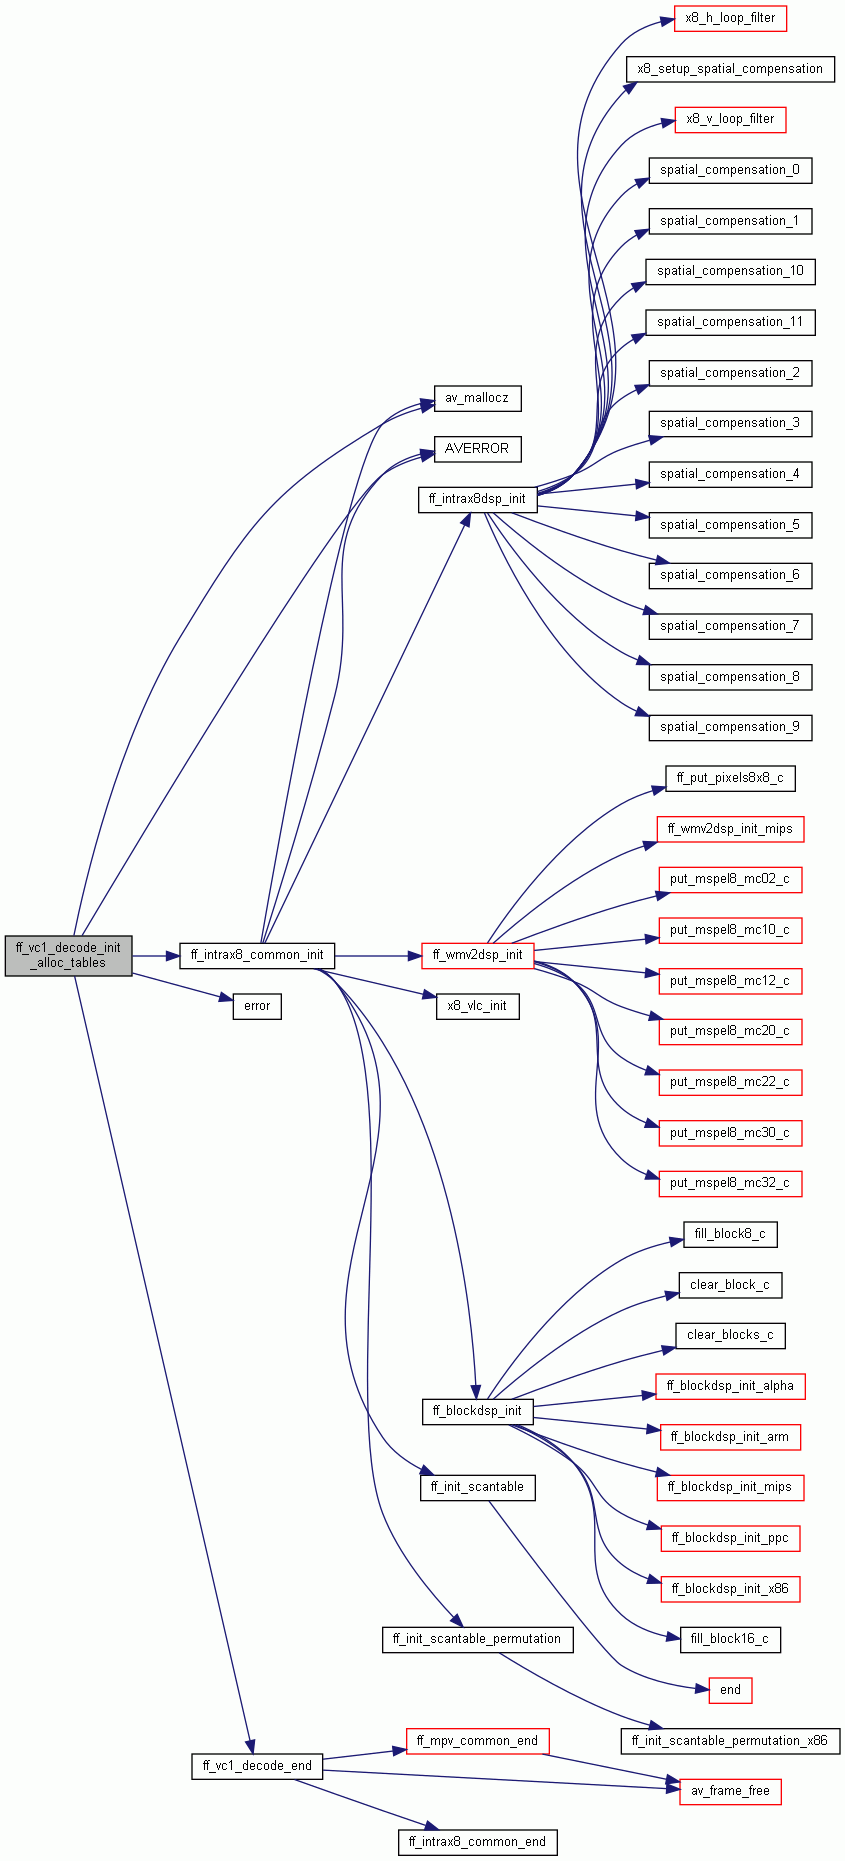 x8_h_loop_filter
x8_setup_spatial_compensation
x8_v_loop_filter
spatial_compensation_0
spatial_compensation_1
spatial_compensation_10
spatial_compensation_11
spatial_compensation_2
av_mallocz
spatial_compensation_3
AVERROR
spatial_compensation_4
ff_intrax8dsp_init
spatial_compensation_5
spatial_compensation_6
spatial_compensation_7
spatial_compensation_8
spatial_compensation_9
ff_put_pixels8x8_c
ff_wmv2dsp_init_mips
put_mspel8_mc02_c
put_mspel8_mc10_c
ff_vc1_decode_init
_alloc_tables
ff_intrax8_common_init
ff_wmv2dsp_init
put_mspel8_mc12_c
error
x8_vlc_init
put_mspel8_mc20_c
put_mspel8_mc22_c
put_mspel8_mc30_c
put_mspel8_mc32_c
fill_block8_c
clear_block_c
clear_blocks_c
ff_blockdsp_init_alpha
ff_blockdsp_init
ff_blockdsp_init_arm
ff_init_scantable
ff_blockdsp_init_mips
ff_blockdsp_init_ppc
ff_blockdsp_init_x86
ff_init_scantable_permutation
fill_block16_c
end
ff_init_scantable_permutation_x86
ff_mpv_common_end
ff_vc1_decode_end
av_frame_free
ff_intrax8_common_end